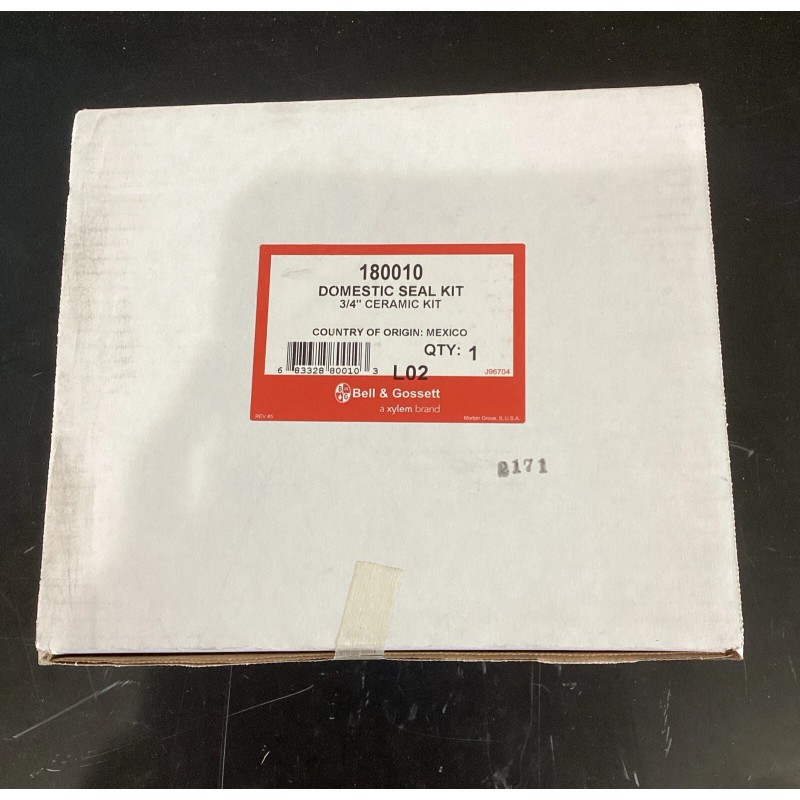 180010
DOMESTIC SEAL KIT
3/4" CERAMIC KIT
COUNTRY OF ORIGIN: MEXICO
QTY: 1
6 83328 80010 3
L02
J96704
Bell & Gossett
a xylem brand
REV #5
Morton Grove, IL U.S.A.
2171